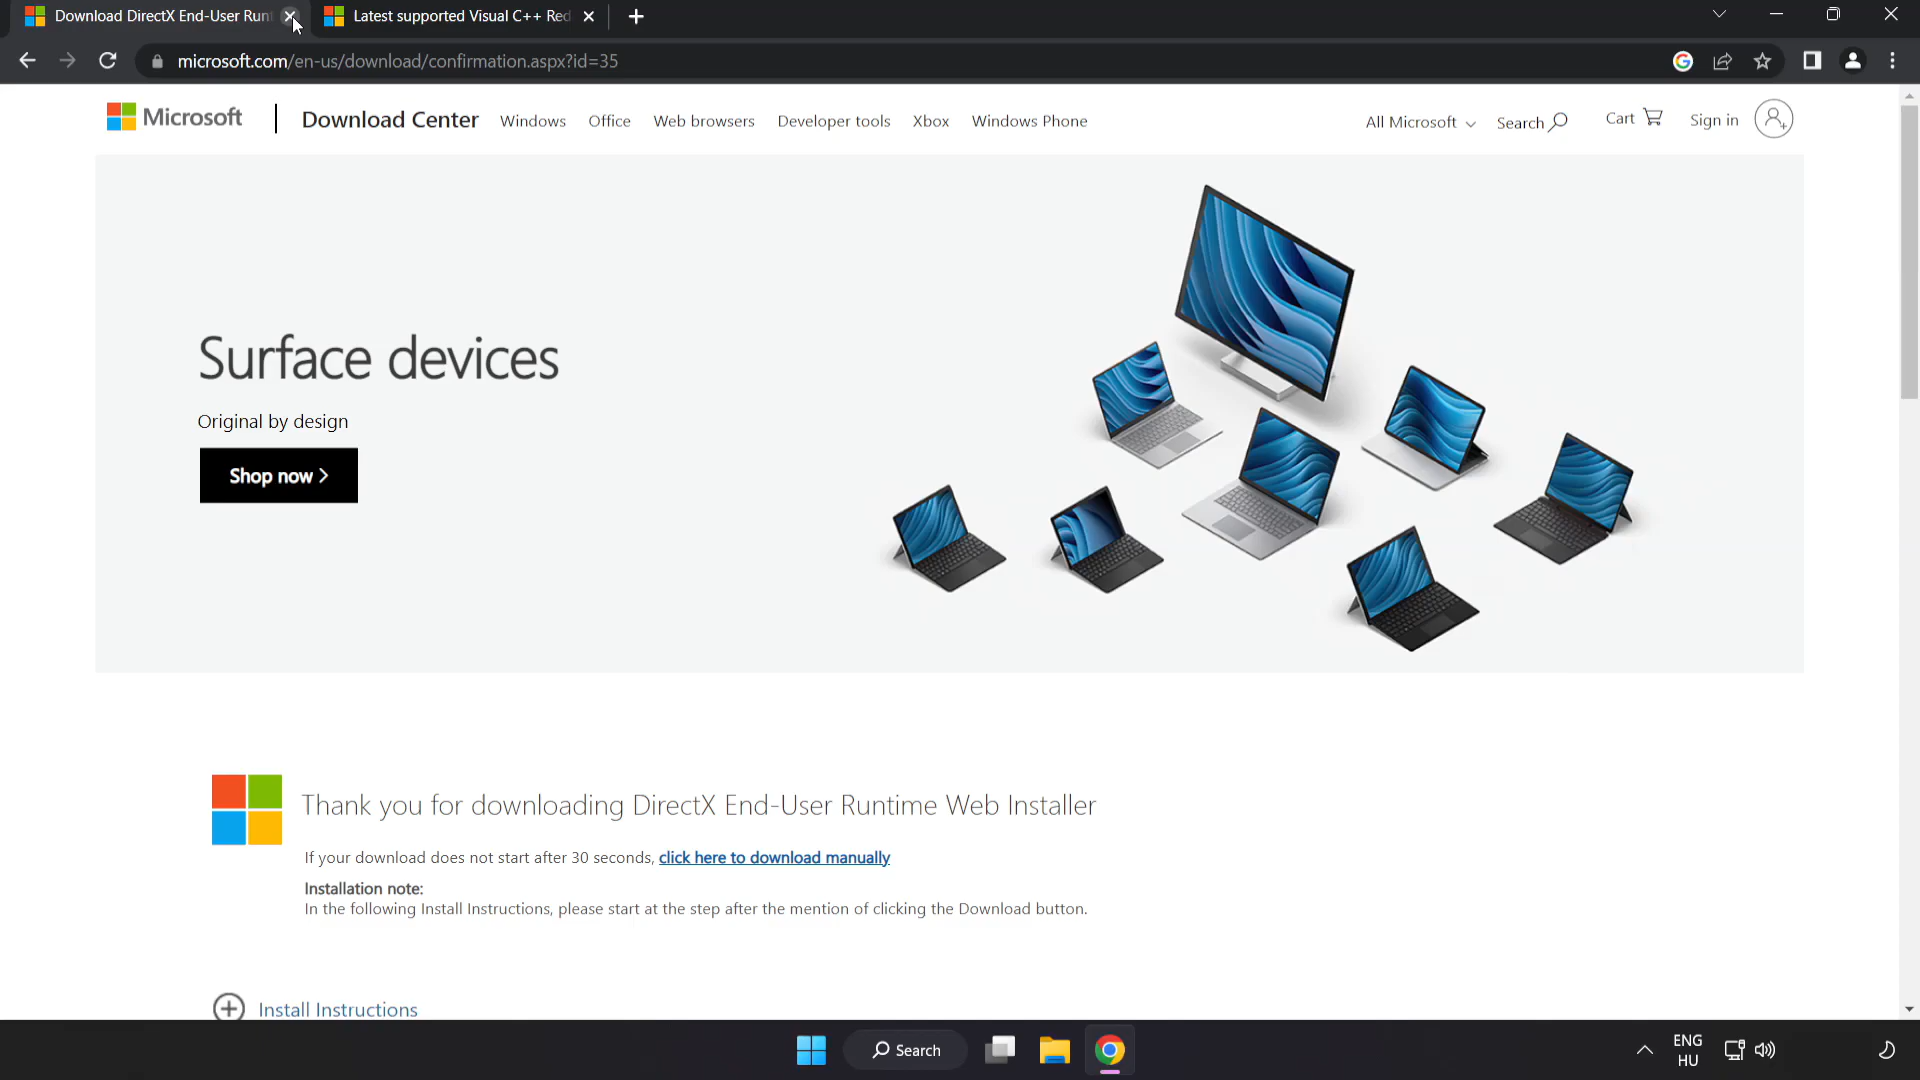 Download DirectX End-User Runt
Latest supported Visual C++ Red
microsoft.com/en-us/download/confirmation.aspx?id=35
Microsoft
Download Center
Windows
Office
Web browsers
Developer tools
Xbox
Windows Phone
All Microsoft
Search
Cart
Sign in
Surface devices
Original by design
Shop now >
Thank you for downloading DirectX End-User Runtime Web Installer
If your download does not start after 30 seconds, click here to download manually
Installation note:
In the following Install Instructions, please start at the step after the mention of clicking the Download button.
Install Instructions
Search
ENG
HU